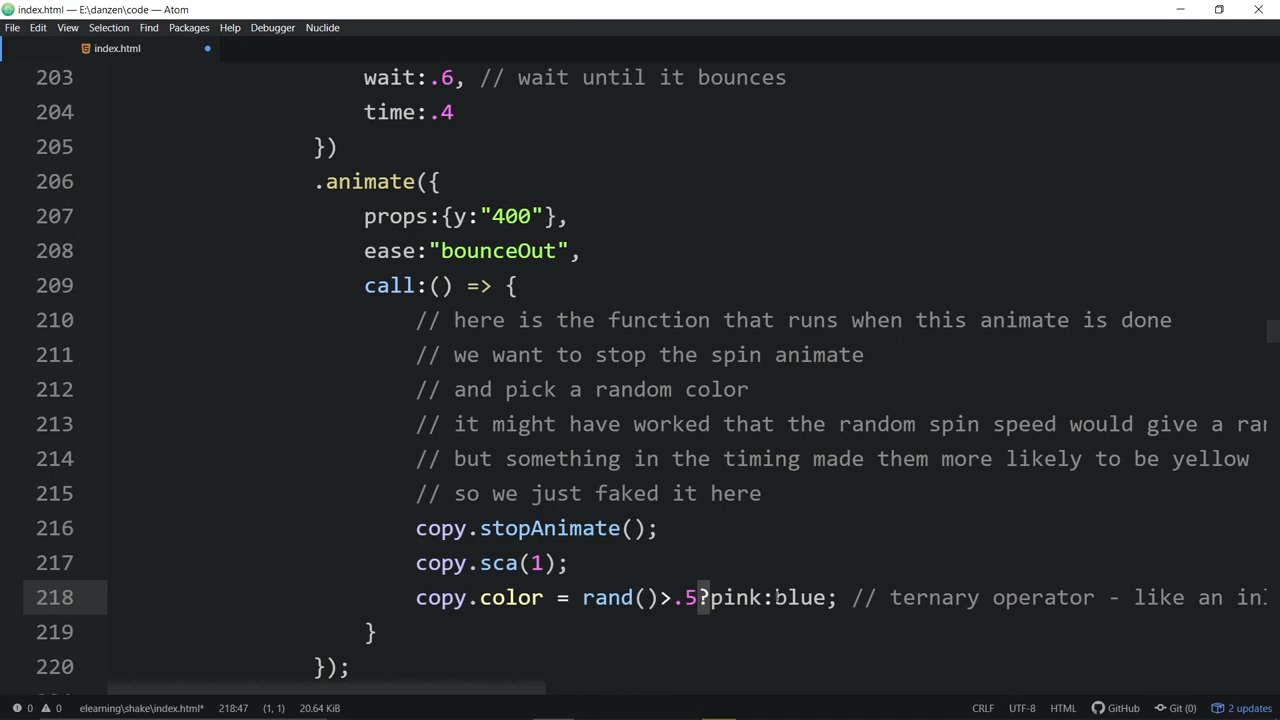 index.html — E:\danzen\code — Atom
File Edit View Selection Find Packages Help Debugger Nuclide
index.html
203 wait:.6, // wait until it bounces
204 time:.4
205 })
206 .animate({
207 props:{y:"400"},
208 ease:"bounceOut",
209 call:() => {
210 // here is the function that runs when this animate is done
211 // we want to stop the spin animate
212 // and pick a random color
213 // it might have worked that the random spin speed would give a ran
214 // but something in the timing made them more likely to be yellow
215 // so we just faked it here
216 copy.stopAnimate();
217 copy.sca(1);
218 copy.color = rand()>.5?pink:blue; // ternary operator - like an in
219 }
220 });
0 0 elearning\shake\index.html* 218:47 (1, 1) 20.64 KiB CRLF UTF-8 HTML GitHub Git (0) 2 updates